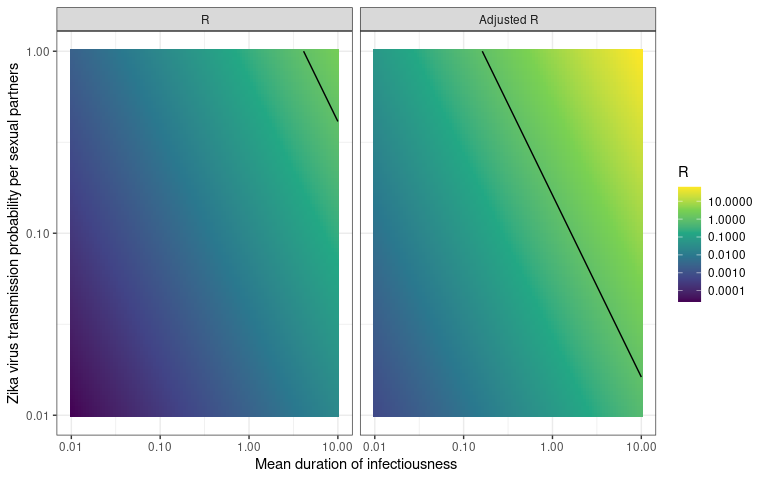 R
Adjusted R
Zika virus transmission probability per sexual partners
1.00
0.10
0.01
0.01 0.10 1.00 10.00
0.01 0.10 1.00 10.00
Mean duration of infectiousness
R
10.0000
1.0000
0.1000
0.0100
0.0010
0.0001